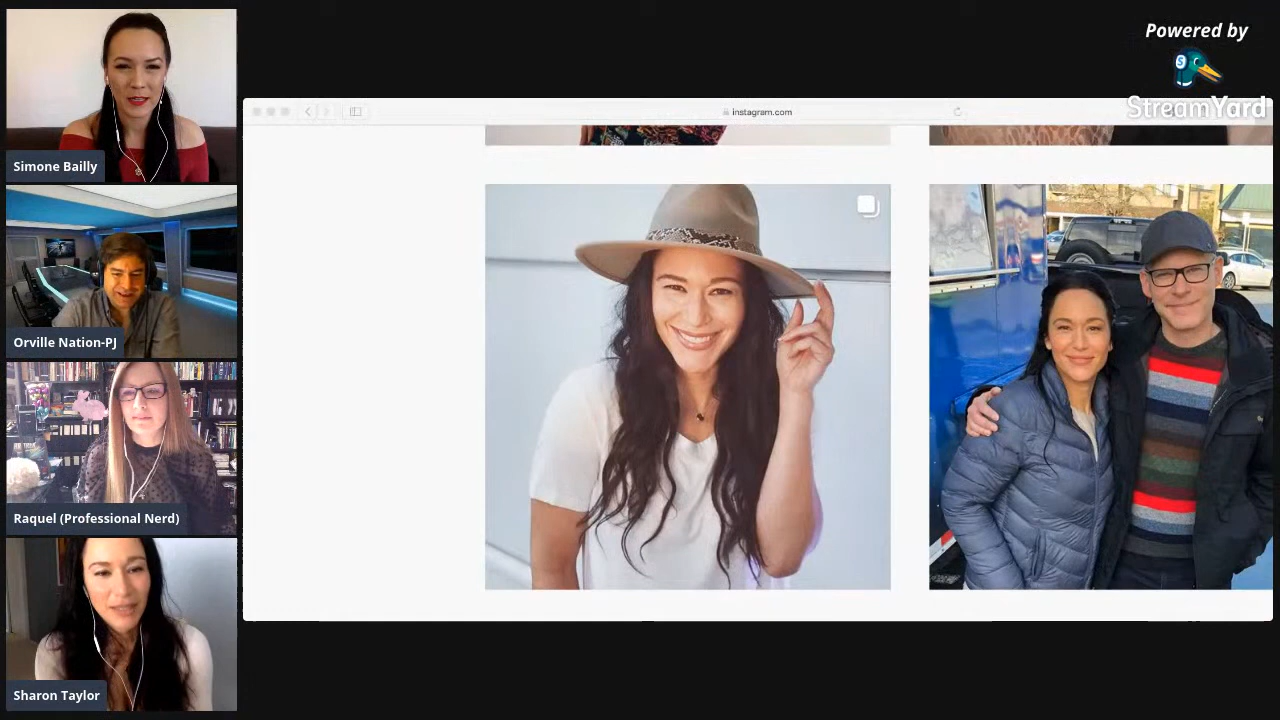 Powered by
StreamYard
instagram.com
Simone Bailly
Orville Nation-PJ
Raquel (Professional Nerd)
Sharon Taylor